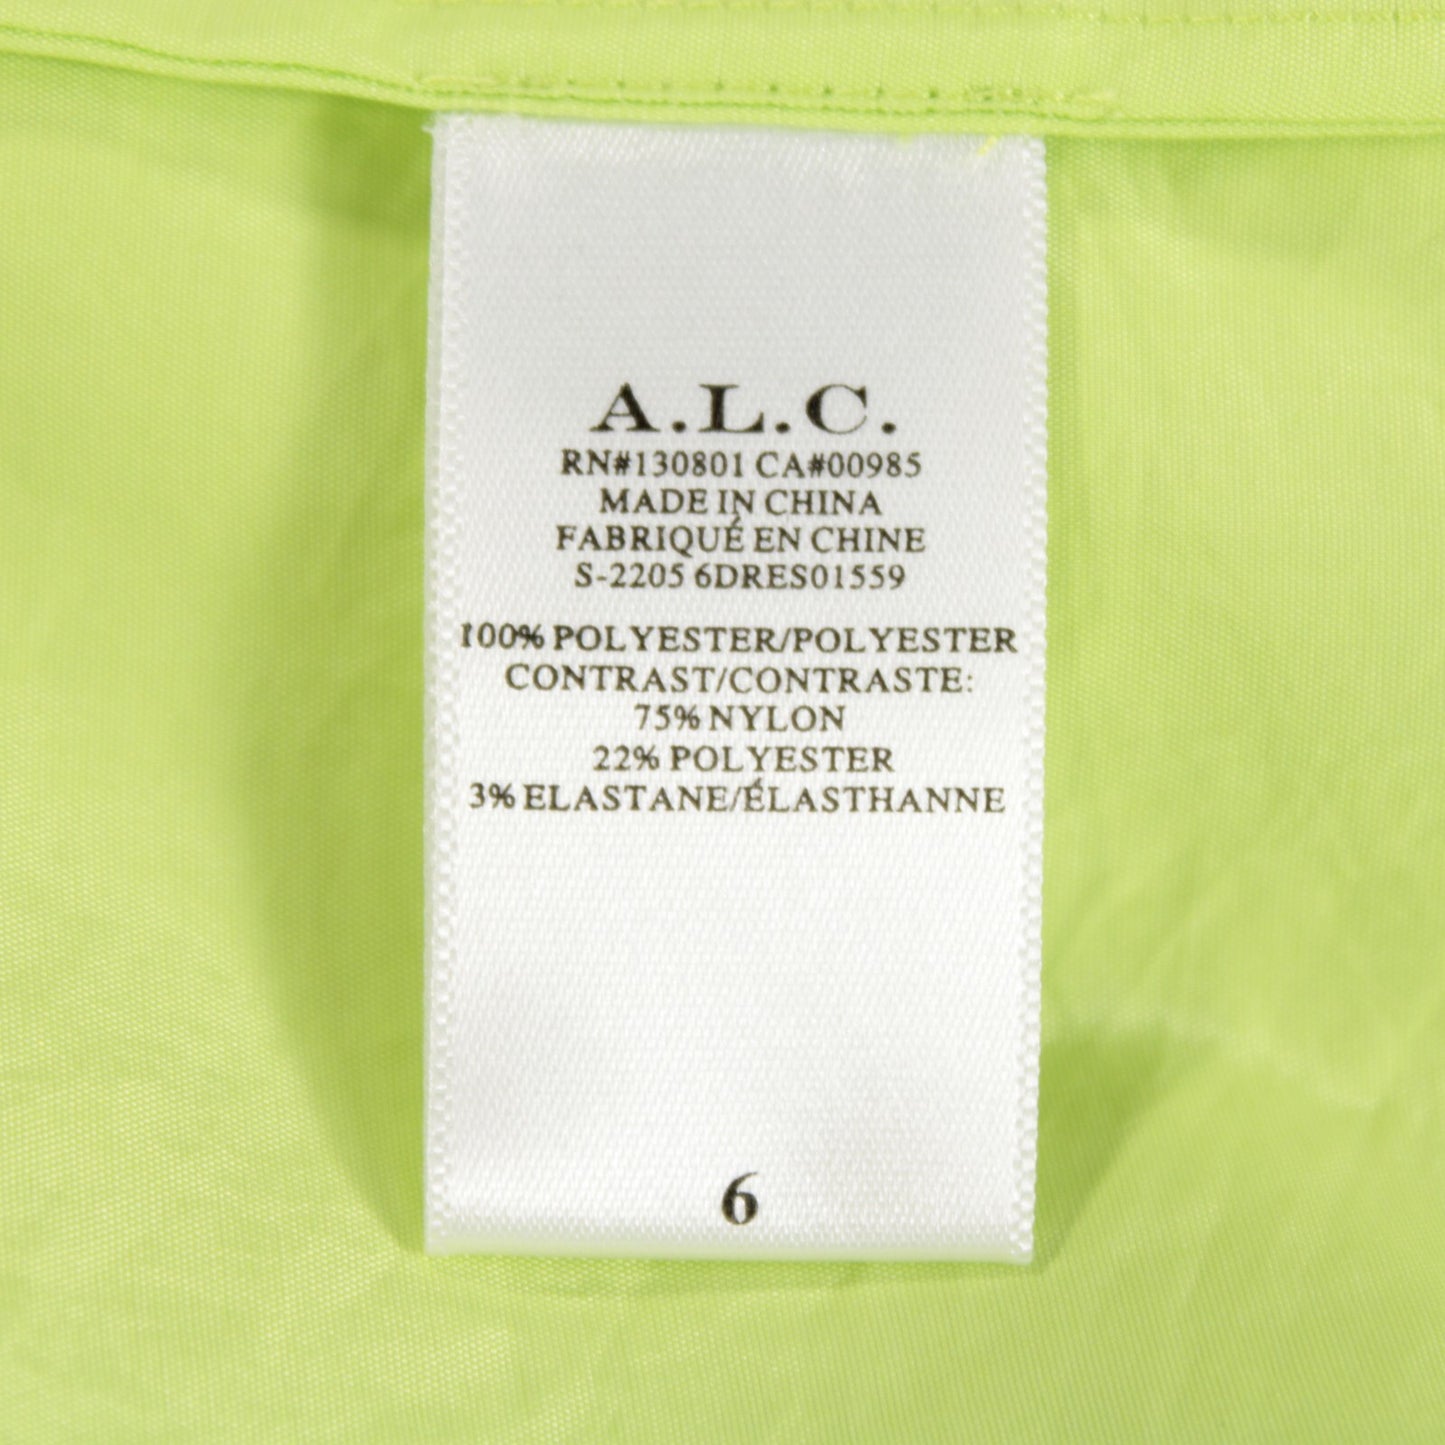 A.L.C.
RN#130801 CA#00985
MADE IN CHINA
FABRIQUÉ EN CHINE
S-2205 6DRES01559
100% POLYESTER/POLYESTER
CONTRAST/CONTRASTE:
75% NYLON
22% POLYESTER
3% ELASTANE/ÉLASTHANNE
6